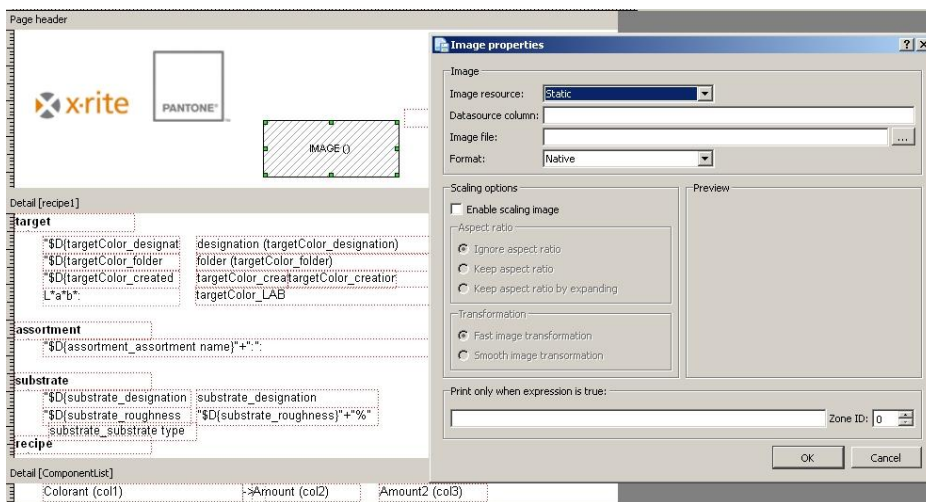 Page header
x·rite
PANTONE®
IMAGE ()
Detail [recipe1]
target
"$D{targetColor_designat designation (targetColor_designation)
"$D{targetColor_folder folder (targetColor_folder)
"$D{targetColor_created targetColor_crea targetColor_creatior
L*a*b*: targetColor_LAB
assortment
"$D{assortment_assortment name}"+":":
substrate
"$D{substrate_designation substrate_designation
"$D{substrate_roughness "$D{substrate_roughness}"+"%"
substrate_substrate type
recipe
Detail [ComponentList]
Colorant (col1) ->Amount (col2) Amount2 (col3)
Image properties
Image
Image resource: Static
Datasource column:
Image file: ...
Format: Native
Scaling options
Enable scaling image
Aspect ratio
Ignore aspect ratio
Keep aspect ratio
Keep aspect ratio by expanding
Transformation
Fast image transformation
Smooth image transormation
Preview
Print only when expression is true:
Zone ID: 0
OK Cancel